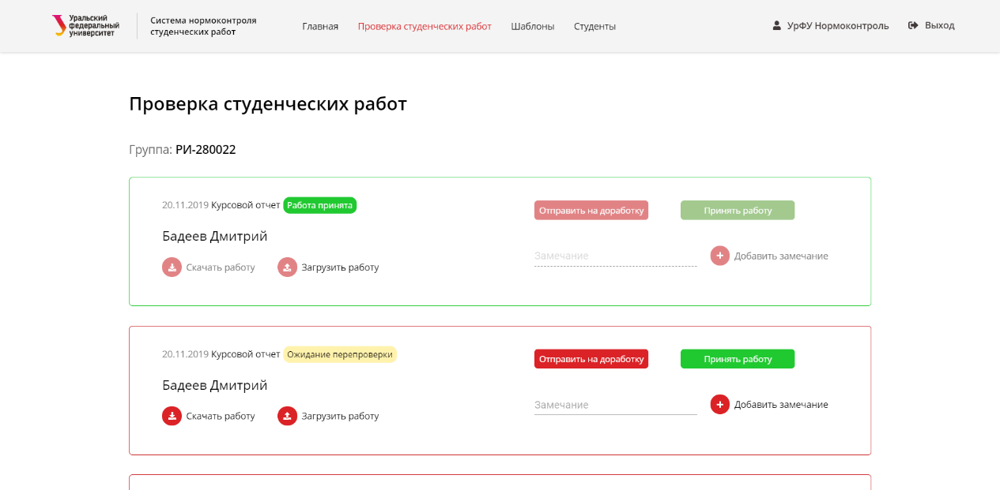 Уральский
федеральный
университет
Система нормоконтроля
студенческих работ
Главная
Проверка студенческих работ
Шаблоны
Студенты
УрФУ Нормоконтроль
Выход
Проверка студенческих работ
Группа: РИ-280022
20.11.2019 Курсовой отчет Работа принята
Отправить на доработку
Принять работу
Бадеев Дмитрий
Замечание
Добавить замечание
Скачать работу
Загрузить работу
20.11.2019 Курсовой отчет Ожидание перепроверки
Отправить на доработку
Принять работу
Бадеев Дмитрий
Замечание
Добавить замечание
Скачать работу
Загрузить работу